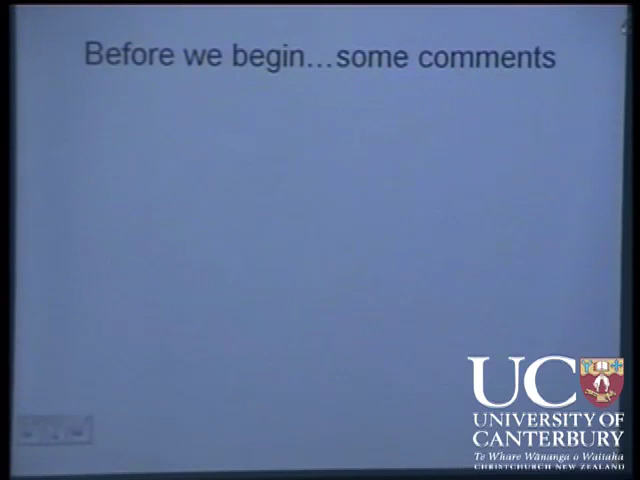 Before we begin...some comments
UC
UNIVERSITY OF
CANTERBURY
Te Whare Wānanga o Waitaha
CHRISTCHURCH NEW ZEALAND